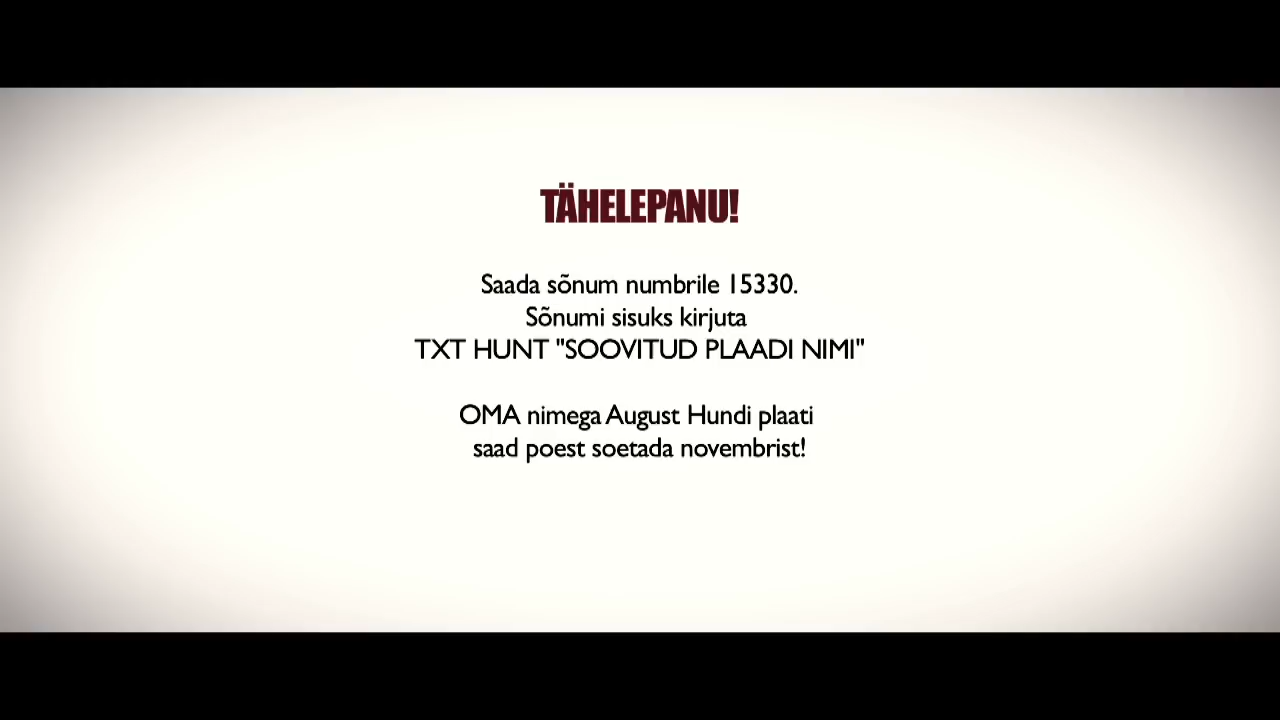 TÄHELEPANU!
Saada sõnum numbrile 15330.
Sõnumi sisuks kirjuta
TXT HUNT "SOOVITUD PLAADI NIMI"
OMA nimega August Hundi plaati
saad poest soetada novembrist!